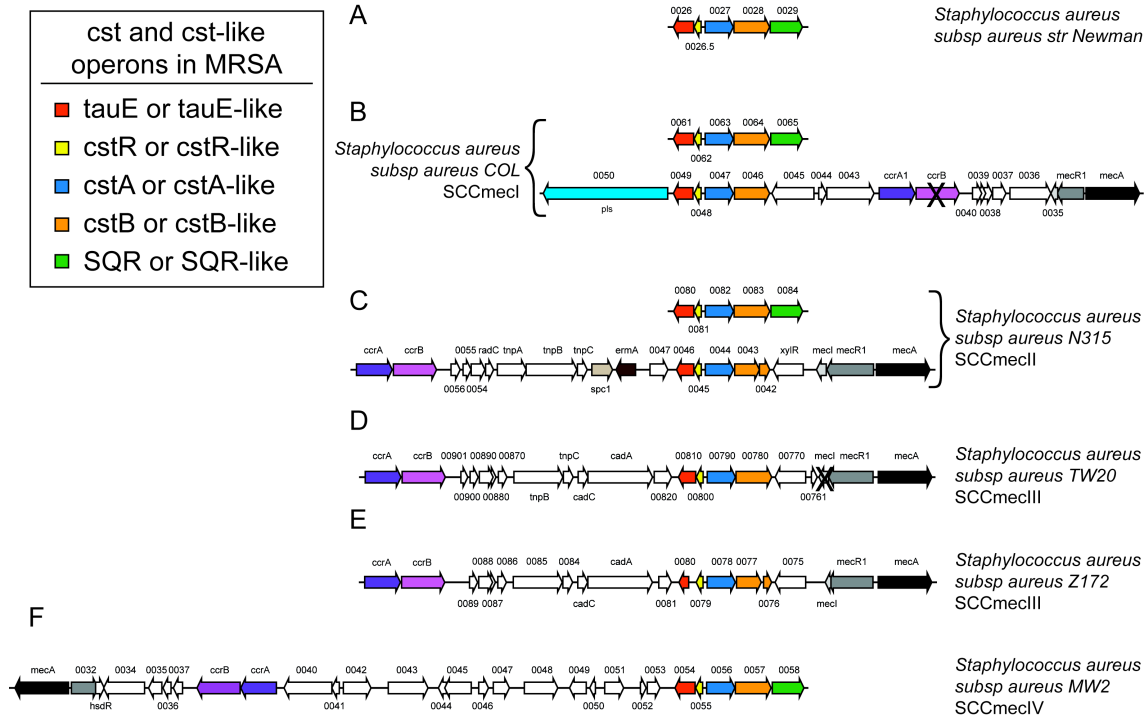 cst and cst-like
operons in MRSA
tauE or tauE-like
cstR or cstR-like
cstA or cstA-like
cstB or cstB-like
SQR or SQR-like
A
0026 0027 0028 0029
0026.5
Staphylococcus aureus
subsp aureus str Newman
B
Staphylococcus aureus
subsp aureus COL
SCCmecI
0061 0063 0064 0065
0062
0050 0049 0047 0046 0045 0044 0043 ccrA1 ccrB 0039 0037 0036 mecR1 mecA
pls 0048 0040 0038 0035
C
0080 0082 0083 0084
0081
ccrA ccrB 0055 radC tnpA tnpB tnpC ermA 0047 0046 0044 0043 xylR mecI mecR1 mecA
0056 0054 spc1 0045 0042
Staphylococcus aureus
subsp aureus N315
SCCmecII
D
ccrA ccrB 00901 00890 00870 tnpC cadA 00810 00790 00780 00770 mecI mecR1 mecA
00900 00880 tnpB cadC 00820 00800 00761
Staphylococcus aureus
subsp aureus TW20
SCCmecIII
E
ccrA ccrB 0088 0086 0085 0084 cadA 0080 0078 0077 0075 mecR1 mecA
0089 0087 cadC 0081 0079 0076 mecI
Staphylococcus aureus
subsp aureus Z172
SCCmecIII
F
mecA 0032 0034 0035 0037 ccrB ccrA 0040 0042 0043 0045 0047 0048 0049 0051 0053 0054 0056 0057 0058
hsdR 0036 0041 0044 0046 0050 0052 0055
Staphylococcus aureus
subsp aureus MW2
SCCmecIV